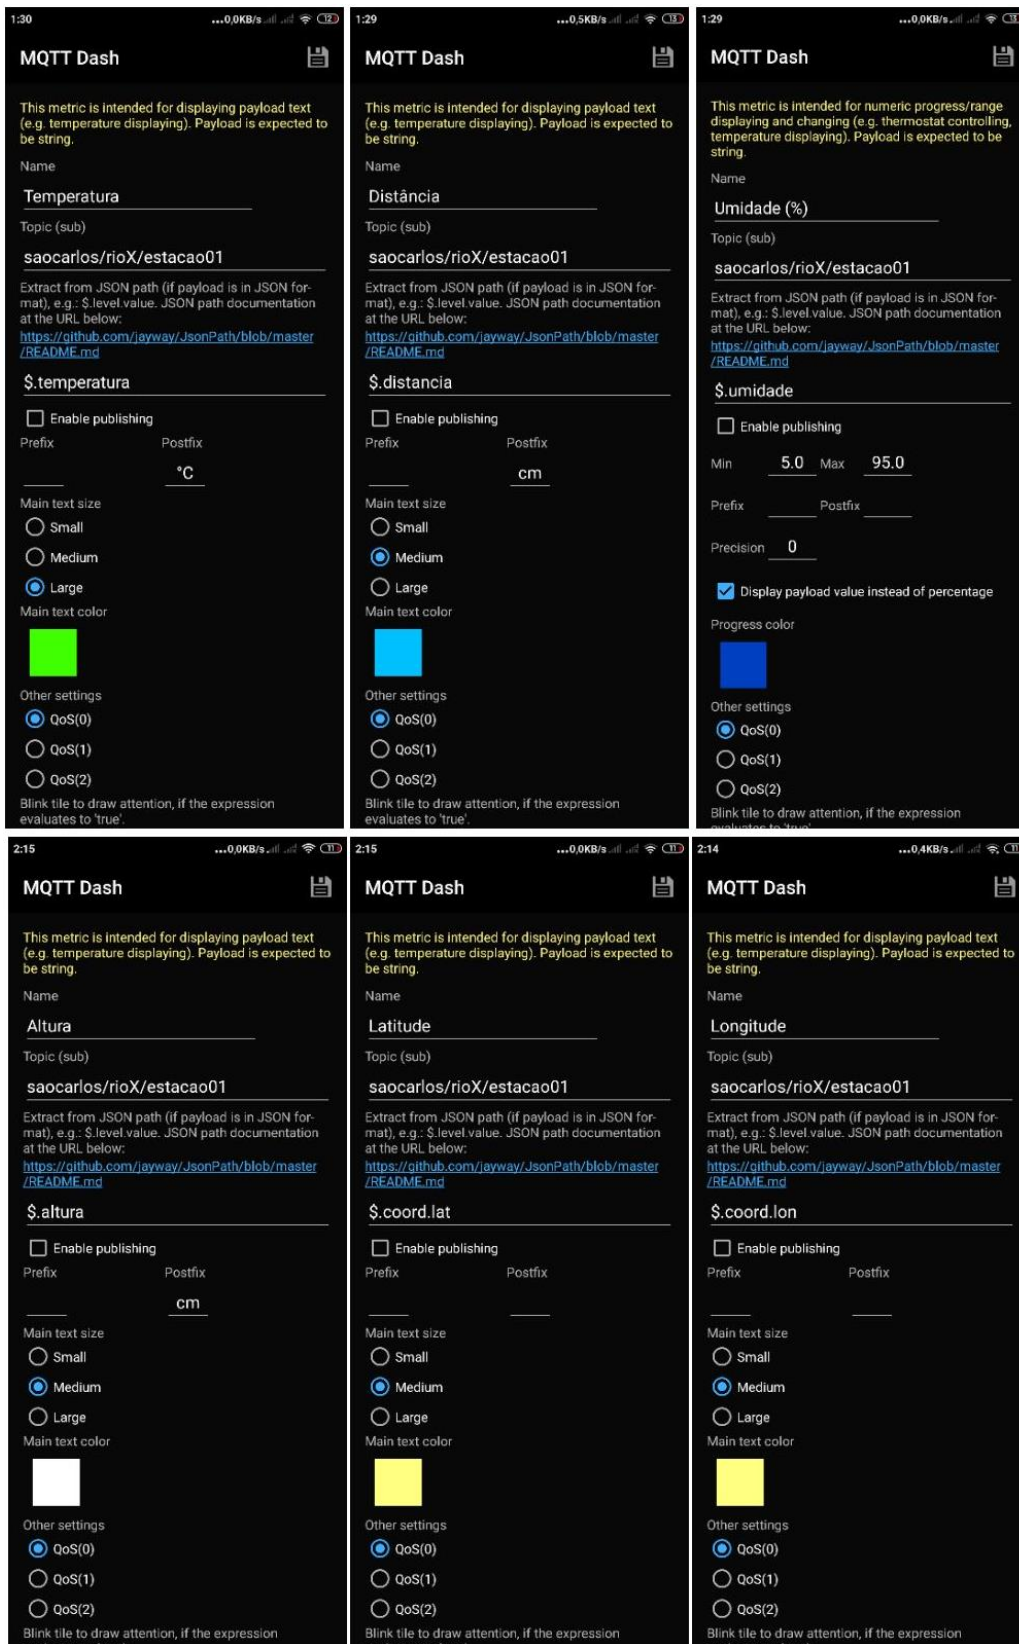 1:30
...0,0KB/s
12
MQTT Dash
This metric is intended for displaying payload text
(e.g. temperature displaying). Payload is expected to
be string.
Name
Temperatura
Topic (sub)
saocarlos/rioX/estacao01
Extract from JSON path (if payload is in JSON for-
mat), e.g.: $.level.value. JSON path documentation
at the URL below:
https://github.com/jayway/JsonPath/blob/master
/README.md
$.temperatura
Enable publishing
Prefix Postfix
°C
Main text size
Small
Medium
Large
Main text color
Other settings
QoS(0)
QoS(1)
QoS(2)
Blink tile to draw attention, if the expression
evaluates to 'true'.
1:29
...0,5KB/s
13
MQTT Dash
This metric is intended for displaying payload text
(e.g. temperature displaying). Payload is expected to
be string.
Name
Distância
Topic (sub)
saocarlos/rioX/estacao01
Extract from JSON path (if payload is in JSON for-
mat), e.g.: $.level.value. JSON path documentation
at the URL below:
https://github.com/jayway/JsonPath/blob/master
/README.md
$.distancia
Enable publishing
Prefix Postfix
cm
Main text size
Small
Medium
Large
Main text color
Other settings
QoS(0)
QoS(1)
QoS(2)
Blink tile to draw attention, if the expression
evaluates to 'true'.
1:29
...0,0KB/s
13
MQTT Dash
This metric is intended for numeric progress/range
displaying and changing (e.g. thermostat controlling,
temperature displaying). Payload is expected to be
string.
Name
Umidade (%)
Topic (sub)
saocarlos/rioX/estacao01
Extract from JSON path (if payload is in JSON for-
mat), e.g.: $.level.value. JSON path documentation
at the URL below:
https://github.com/jayway/JsonPath/blob/master
/README.md
$.umidade
Enable publishing
Min 5.0 Max 95.0
Prefix Postfix
Precision 0
Display payload value instead of percentage
Progress color
Other settings
QoS(0)
QoS(1)
QoS(2)
Blink tile to draw attention, if the expression
evaluates to 'true'
2:15
...0,0KB/s
11
MQTT Dash
This metric is intended for displaying payload text
(e.g. temperature displaying). Payload is expected to
be string.
Name
Altura
Topic (sub)
saocarlos/rioX/estacao01
Extract from JSON path (if payload is in JSON for-
mat), e.g.: $.level.value. JSON path documentation
at the URL below:
https://github.com/jayway/JsonPath/blob/master
/README.md
$.altura
Enable publishing
Prefix Postfix
cm
Main text size
Small
Medium
Large
Main text color
Other settings
QoS(0)
QoS(1)
QoS(2)
Blink tile to draw attention, if the expression
2:15
...0,0KB/s
11
MQTT Dash
This metric is intended for displaying payload text
(e.g. temperature displaying). Payload is expected to
be string.
Name
Latitude
Topic (sub)
saocarlos/rioX/estacao01
Extract from JSON path (if payload is in JSON for-
mat), e.g.: $.level.value. JSON path documentation
at the URL below:
https://github.com/jayway/JsonPath/blob/master
/README.md
$.coord.lat
Enable publishing
Prefix Postfix
Main text size
Small
Medium
Large
Main text color
Other settings
QoS(0)
QoS(1)
QoS(2)
Blink tile to draw attention, if the expression
2:14
...0,4KB/s
11
MQTT Dash
This metric is intended for displaying payload text
(e.g. temperature displaying). Payload is expected to
be string.
Name
Longitude
Topic (sub)
saocarlos/rioX/estacao01
Extract from JSON path (if payload is in JSON for-
mat), e.g.: $.level.value. JSON path documentation
at the URL below:
https://github.com/jayway/JsonPath/blob/master
/README.md
$.coord.lon
Enable publishing
Prefix Postfix
Main text size
Small
Medium
Large
Main text color
Other settings
QoS(0)
QoS(1)
QoS(2)
Blink tile to draw attention, if the expression